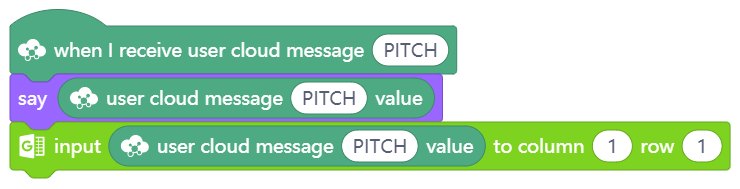 when I receive user cloud message PITCH
say user cloud message PITCH value
G input user cloud message PITCH value to column 1 row 1